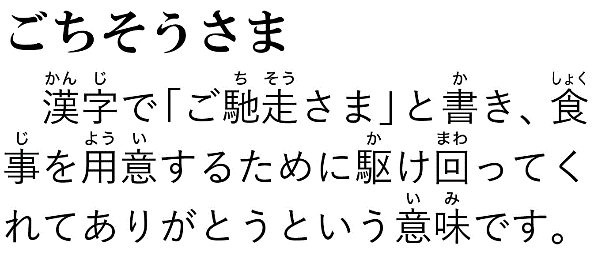 ごちそうさま
漢字で「ご馳走さま」と書き、食
事を用意するために駆け回ってく
れてありがとうという意味です。